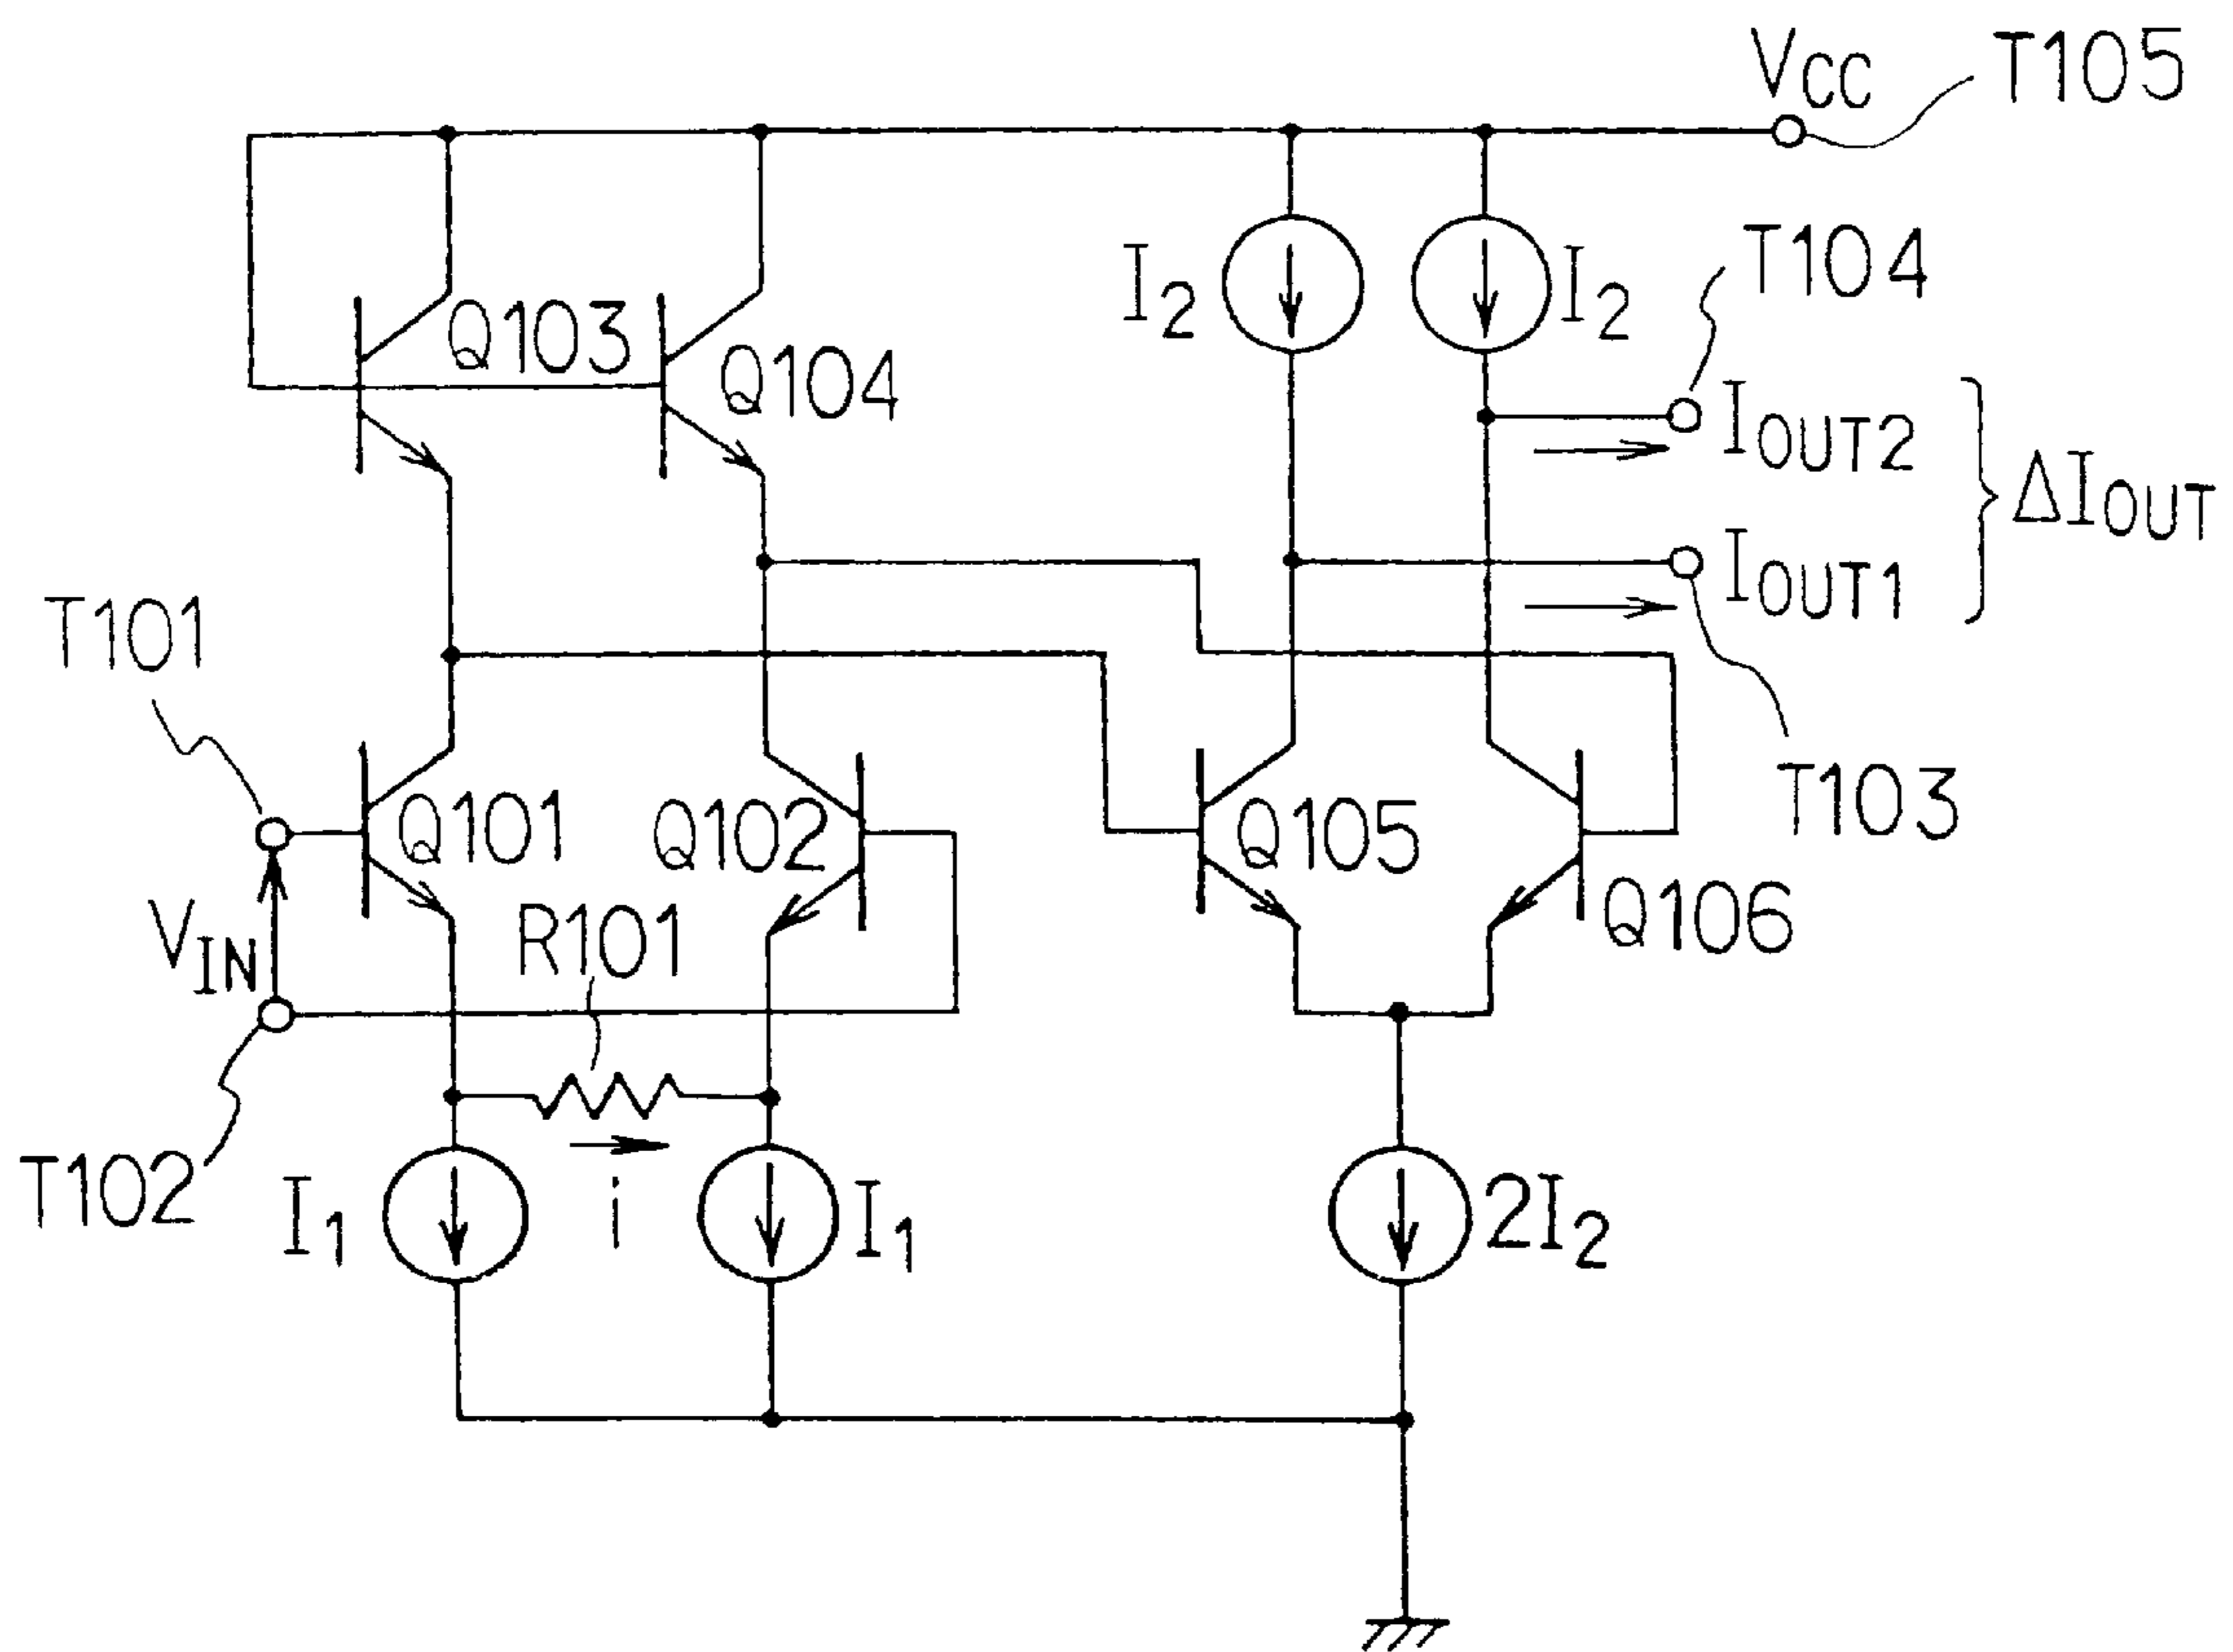 VCC
T105
T104
I2
I2
Q103
Q104
IOUT2
ΔIOUT
IOUT1
T101
T103
Q101
Q102
Q105
Q106
VIN
R101
T102
I1
i
I1
2I2